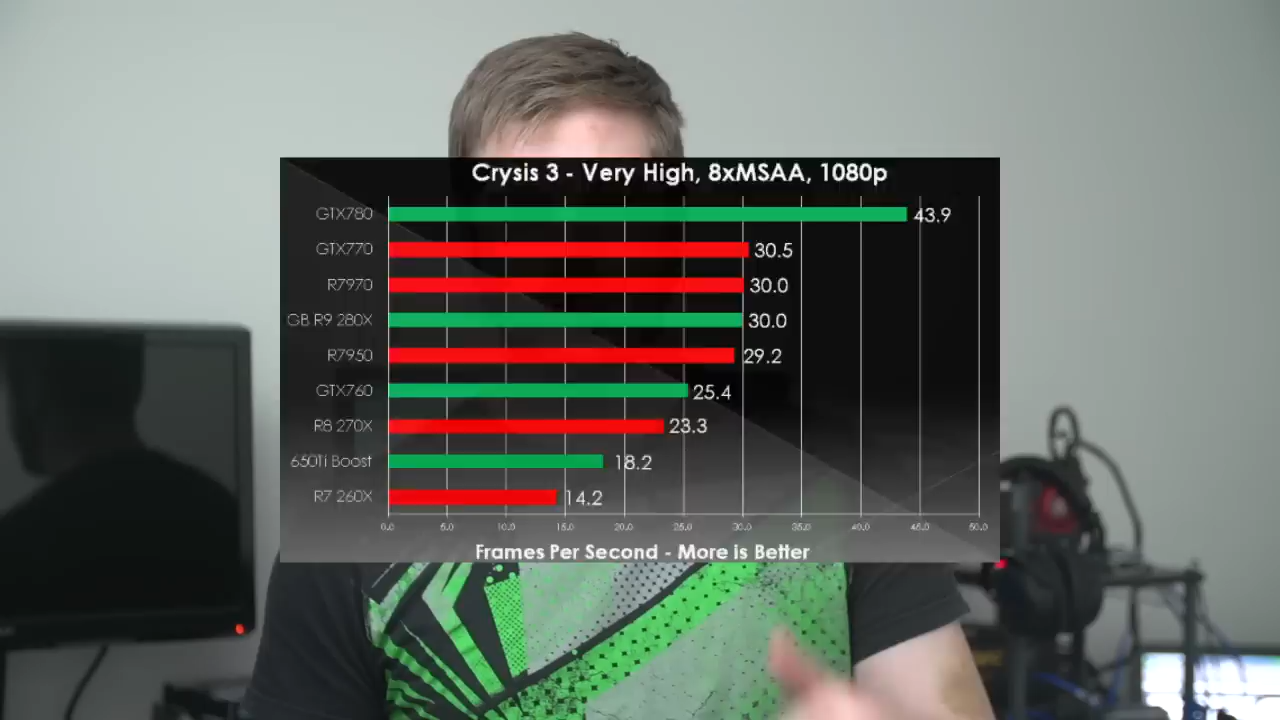 Crysis 3 - Very High, 8xMSAA, 1080p
GTX780 43.9
GTX770 30.5
R7970 30.0
GB R9 280X 30.0
R7950 29.2
GTX760 25.4
R8 270X 23.3
650Ti Boost 18.2
R7 260X 14.2
0.0 5.0 10.0 15.0 20.0 25.0 30.0 35.0 40.0 45.0 50.0
Frames Per Second - More is Better